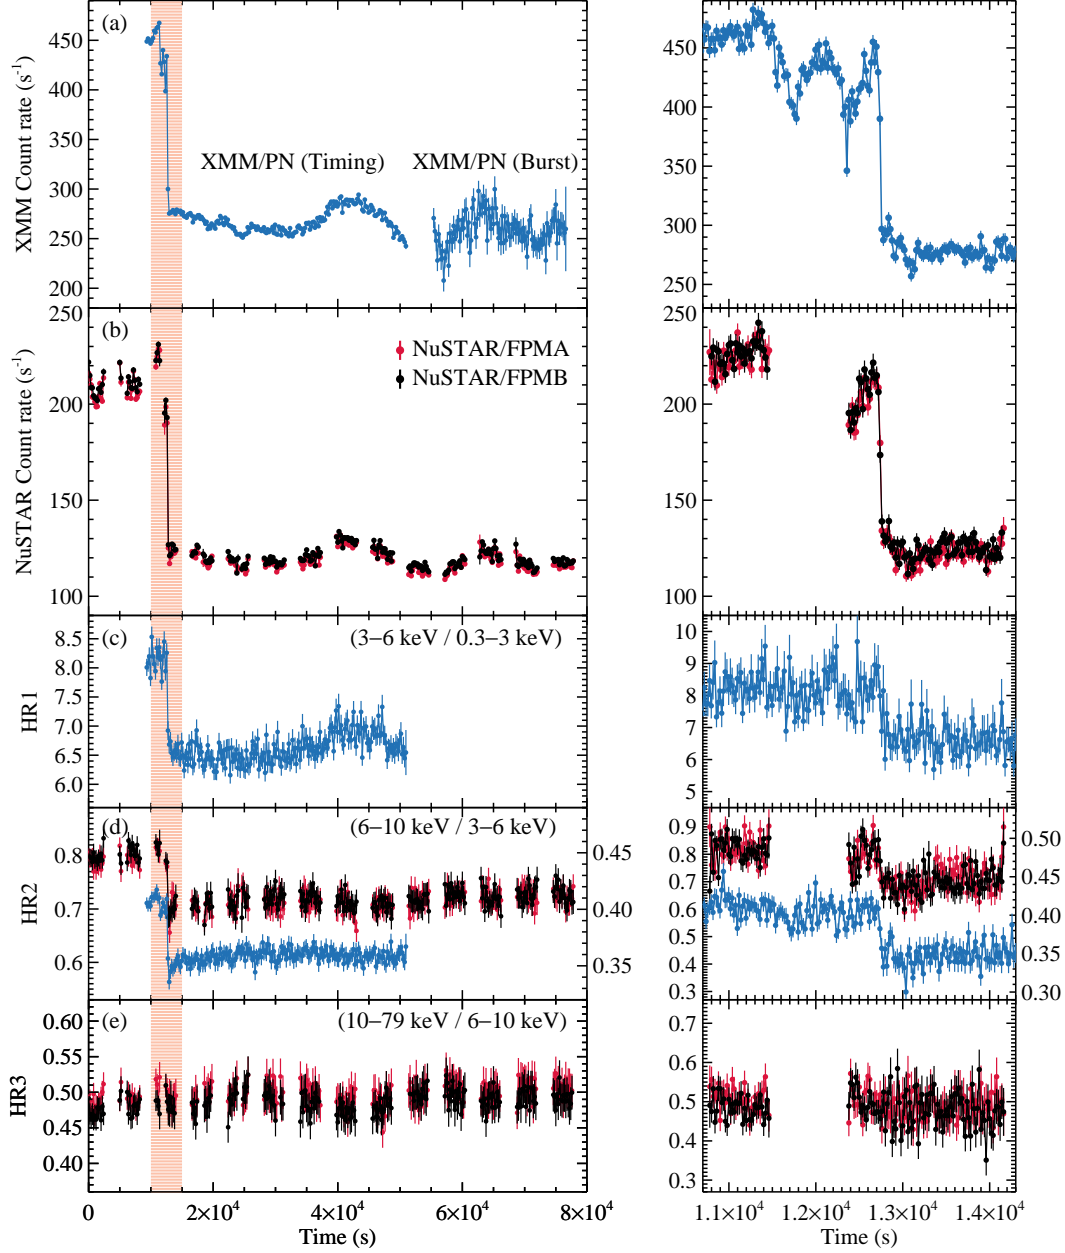 (a)
XMM Count rate (s⁻¹)
450
400
350
300
250
200
XMM/PN (Timing)
XMM/PN (Burst)
450
400
350
300
250
(b)
NuSTAR Count rate (s⁻¹)
250
200
150
100
NuSTAR/FPMA
NuSTAR/FPMB
250
200
150
100
(c)
(3–6 keV / 0.3–3 keV)
HR1
8.5
8.0
7.5
7.0
6.5
6.0
10
9
8
7
6
5
(d)
(6–10 keV / 3–6 keV)
HR2
0.8
0.7
0.6
0.45
0.40
0.35
0.9
0.8
0.7
0.6
0.5
0.4
0.3
0.50
0.45
0.40
0.35
0.30
(e)
(10–79 keV / 6–10 keV)
HR3
0.60
0.55
0.50
0.45
0.40
0.7
0.6
0.5
0.4
0.3
0 2×10⁴ 4×10⁴ 6×10⁴ 8×10⁴
Time (s)
1.1×10⁴ 1.2×10⁴ 1.3×10⁴ 1.4×10⁴
Time (s)